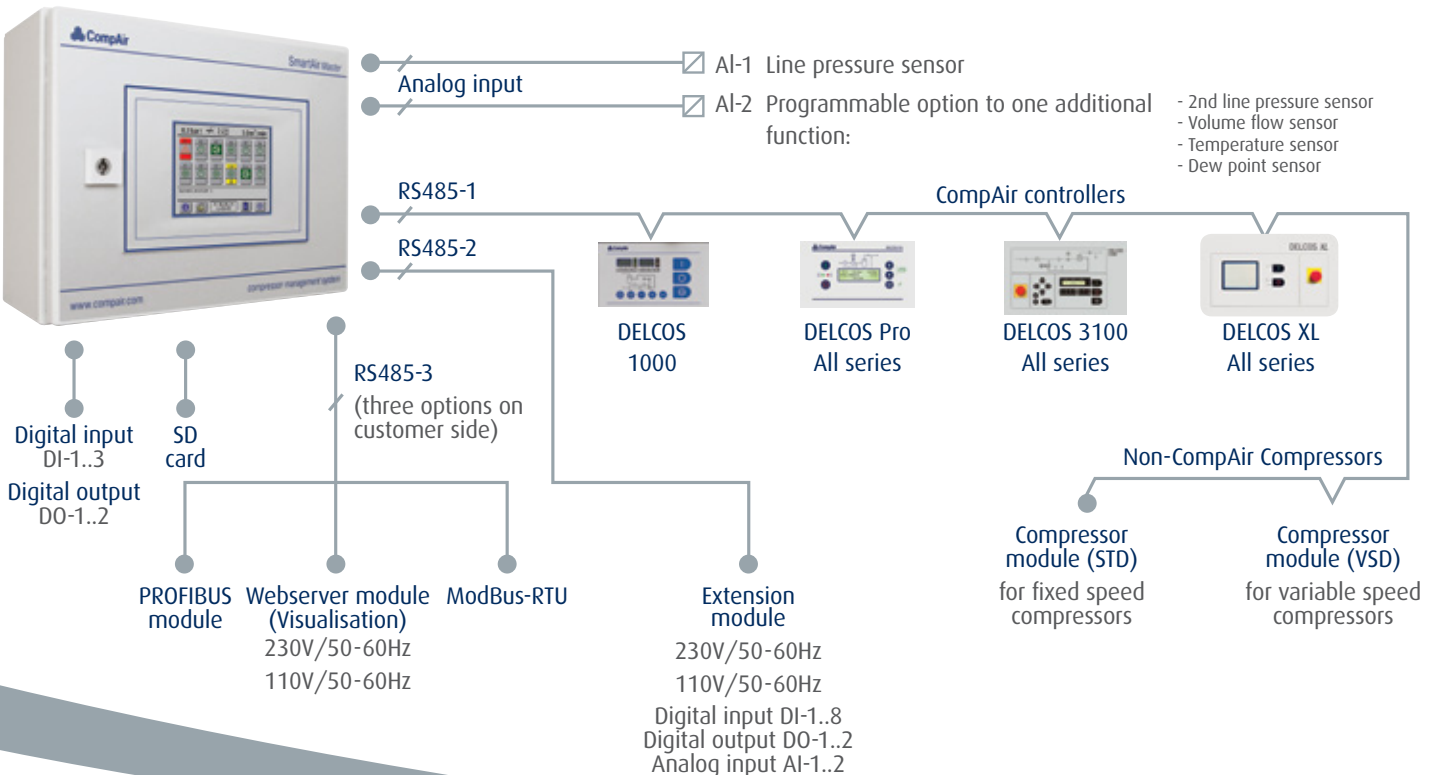 CompAir
SmartAir Master
compressor management system
www.compair.com
Analog input
AI-1 Line pressure sensor
AI-2 Programmable option to one additional
function:
- 2nd line pressure sensor
- Volume flow sensor
- Temperature sensor
- Dew point sensor
RS485-1
RS485-2
CompAir controllers
DELCOS XL
DELCOS
1000
DELCOS Pro
All series
DELCOS 3100
All series
DELCOS XL
All series
RS485-3
(three options on
customer side)
Digital input
DI-1..3
Digital output
DO-1..2
SD
card
Non-CompAir Compressors
Compressor
module (STD)
for fixed speed
compressors
Compressor
module (VSD)
for variable speed
compressors
PROFIBUS
module
Webserver module
(Visualisation)
230V/50-60Hz
110V/50-60Hz
ModBus-RTU
Extension
module
230V/50-60Hz
110V/50-60Hz
Digital input DI-1..8
Digital output DO-1..2
Analog input AI-1..2